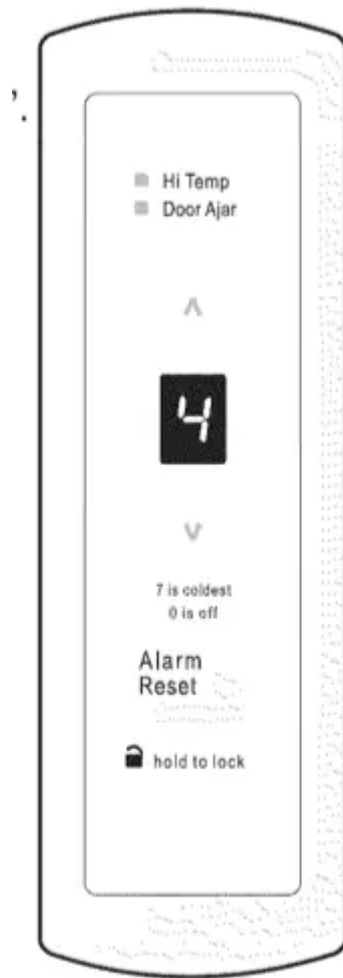 ’.
Hi Temp
Door Ajar
4
7 is coldest
0 is off
Alarm
Reset
hold to lock